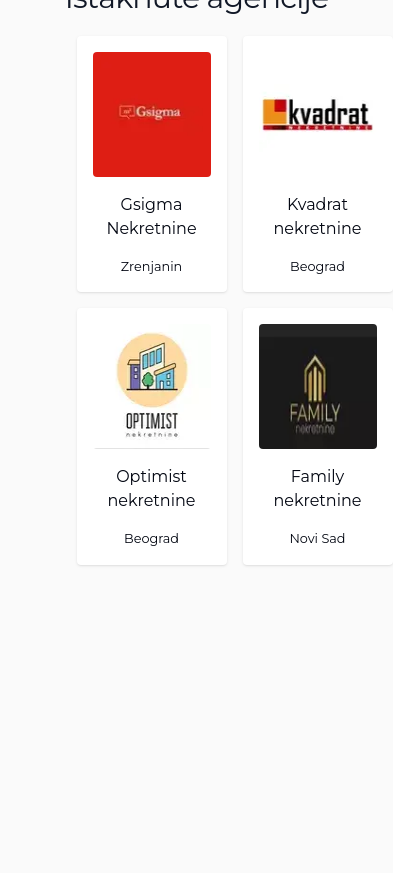 Istaknute agencije
Gsigma
kvadrat
NEKRETNINE
Gsigma
Nekretnine
Zrenjanin
Kvadrat
nekretnine
Beograd
OPTIMIST
nekretnine
FAMILY
nekretnine
Optimist
nekretnine
Beograd
Family
nekretnine
Novi Sad